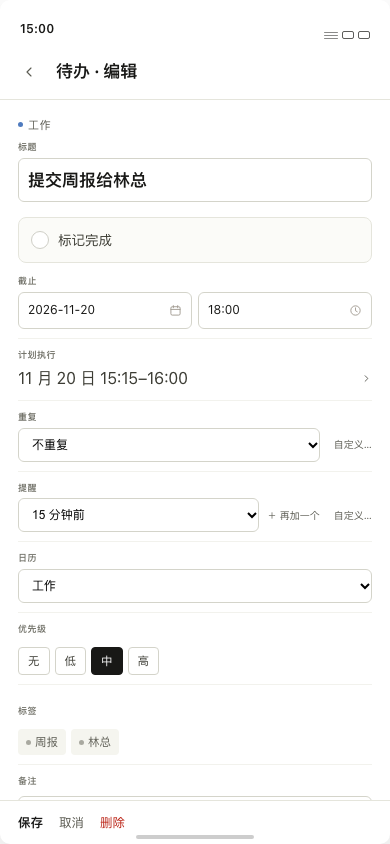 15:00
待办 · 编辑
工作
标题
提交周报给林总
标记完成
截止
2026-11-20 18:00
计划执行
11 月 20 日 15:15–16:00
重复
不重复 自定义...
提醒
15 分钟前 + 再加一个 自定义...
日历
工作
优先级
无 低 中 高
标签
周报 林总
备注
保存 取消 删除